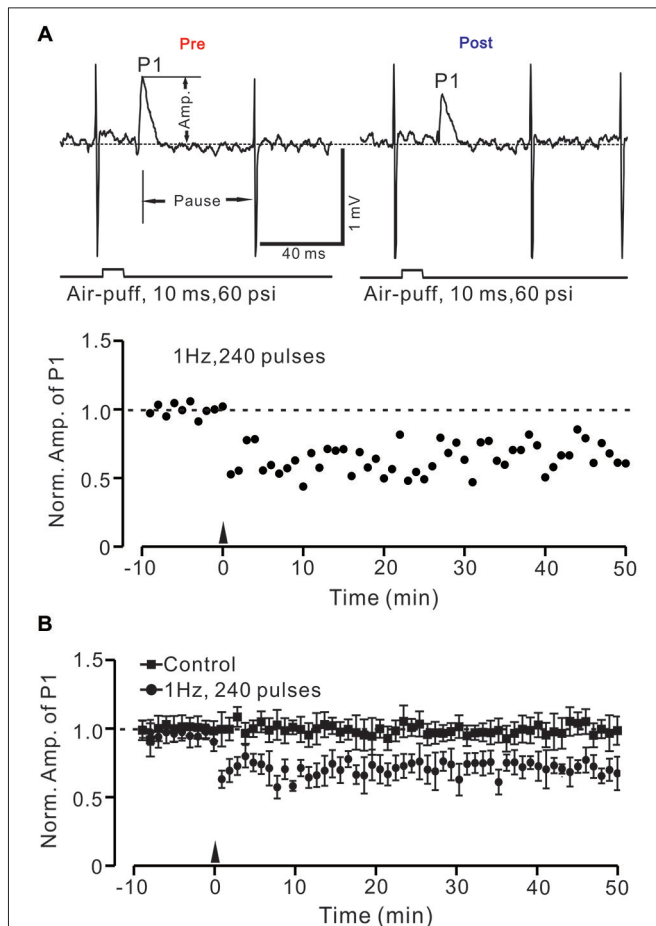 A
Pre
Post
P1
P1
Amp.
Pause
1 mV
40 ms
Air-puff, 10 ms,60 psi
Air-puff, 10 ms,60 psi
1.5
1Hz,240 pulses
1.0
0.5
0
Norm. Amp. of P1
-10 0 10 20 30 40 50
Time (min)
B
1.5
Control
1Hz, 240 pulses
1.0
0.5
0
Norm. Amp. of P1
-10 0 10 20 30 40 50
Time (min)